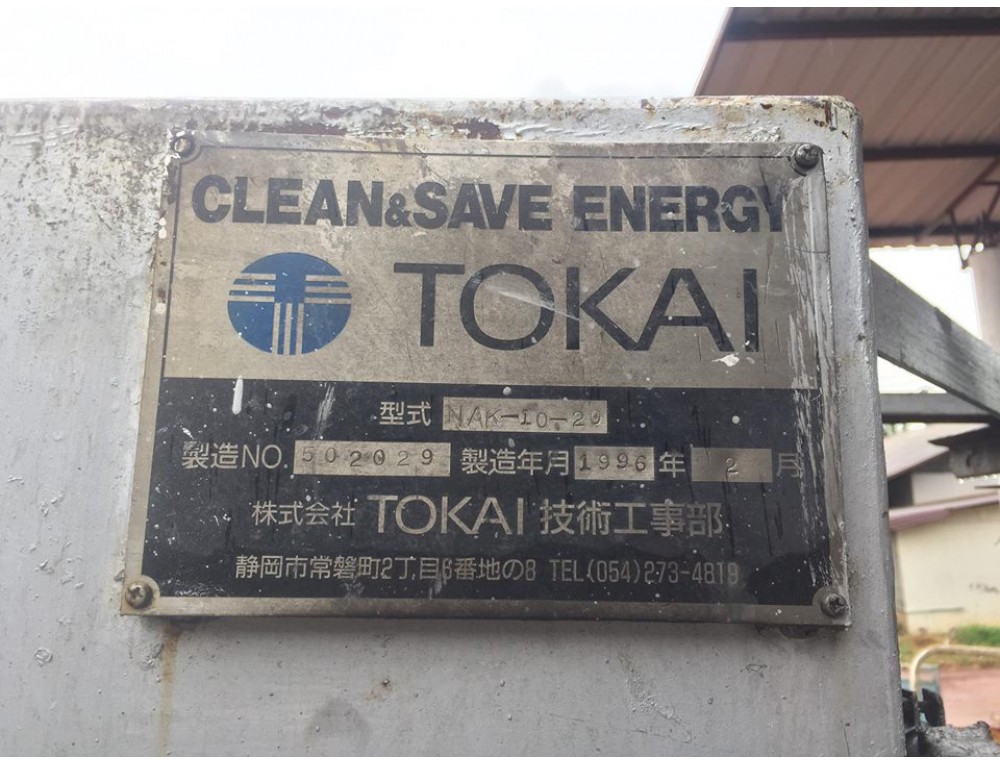 CLEAN&SAVE ENERGY
TOKAI
型式 NAK-10-20
製造NO. 502029 製造年月 1996 年 2 月
株式会社 TOKAI 技術工事部
静岡市常磐町2丁目6番地の8 TEL(054)273-4819